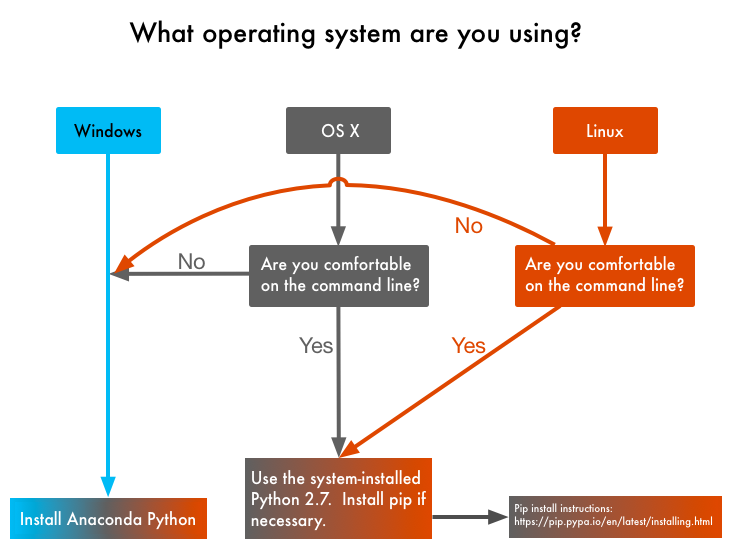 What operating system are you using?
Windows
OS X
Linux
No
No
Are you comfortable
on the command line?
Are you comfortable
on the command line?
Yes
Yes
Use the system-installed
Python 2.7.  Install pip if
necessary.
Install Anaconda Python
Pip install instructions:
https://pip.pypa.io/en/latest/installing.html